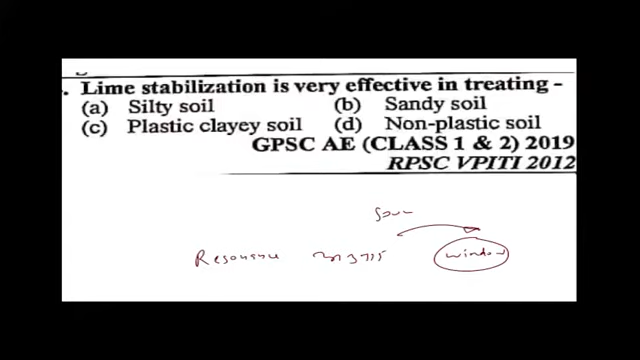 . Lime stabilization is very effective in treating -
(a) Silty soil (b) Sandy soil
(c) Plastic clayey soil (d) Non-plastic soil
GPSC AE (CLASS 1 & 2) 2019
RPSC VPITI 2012
Resonance
window